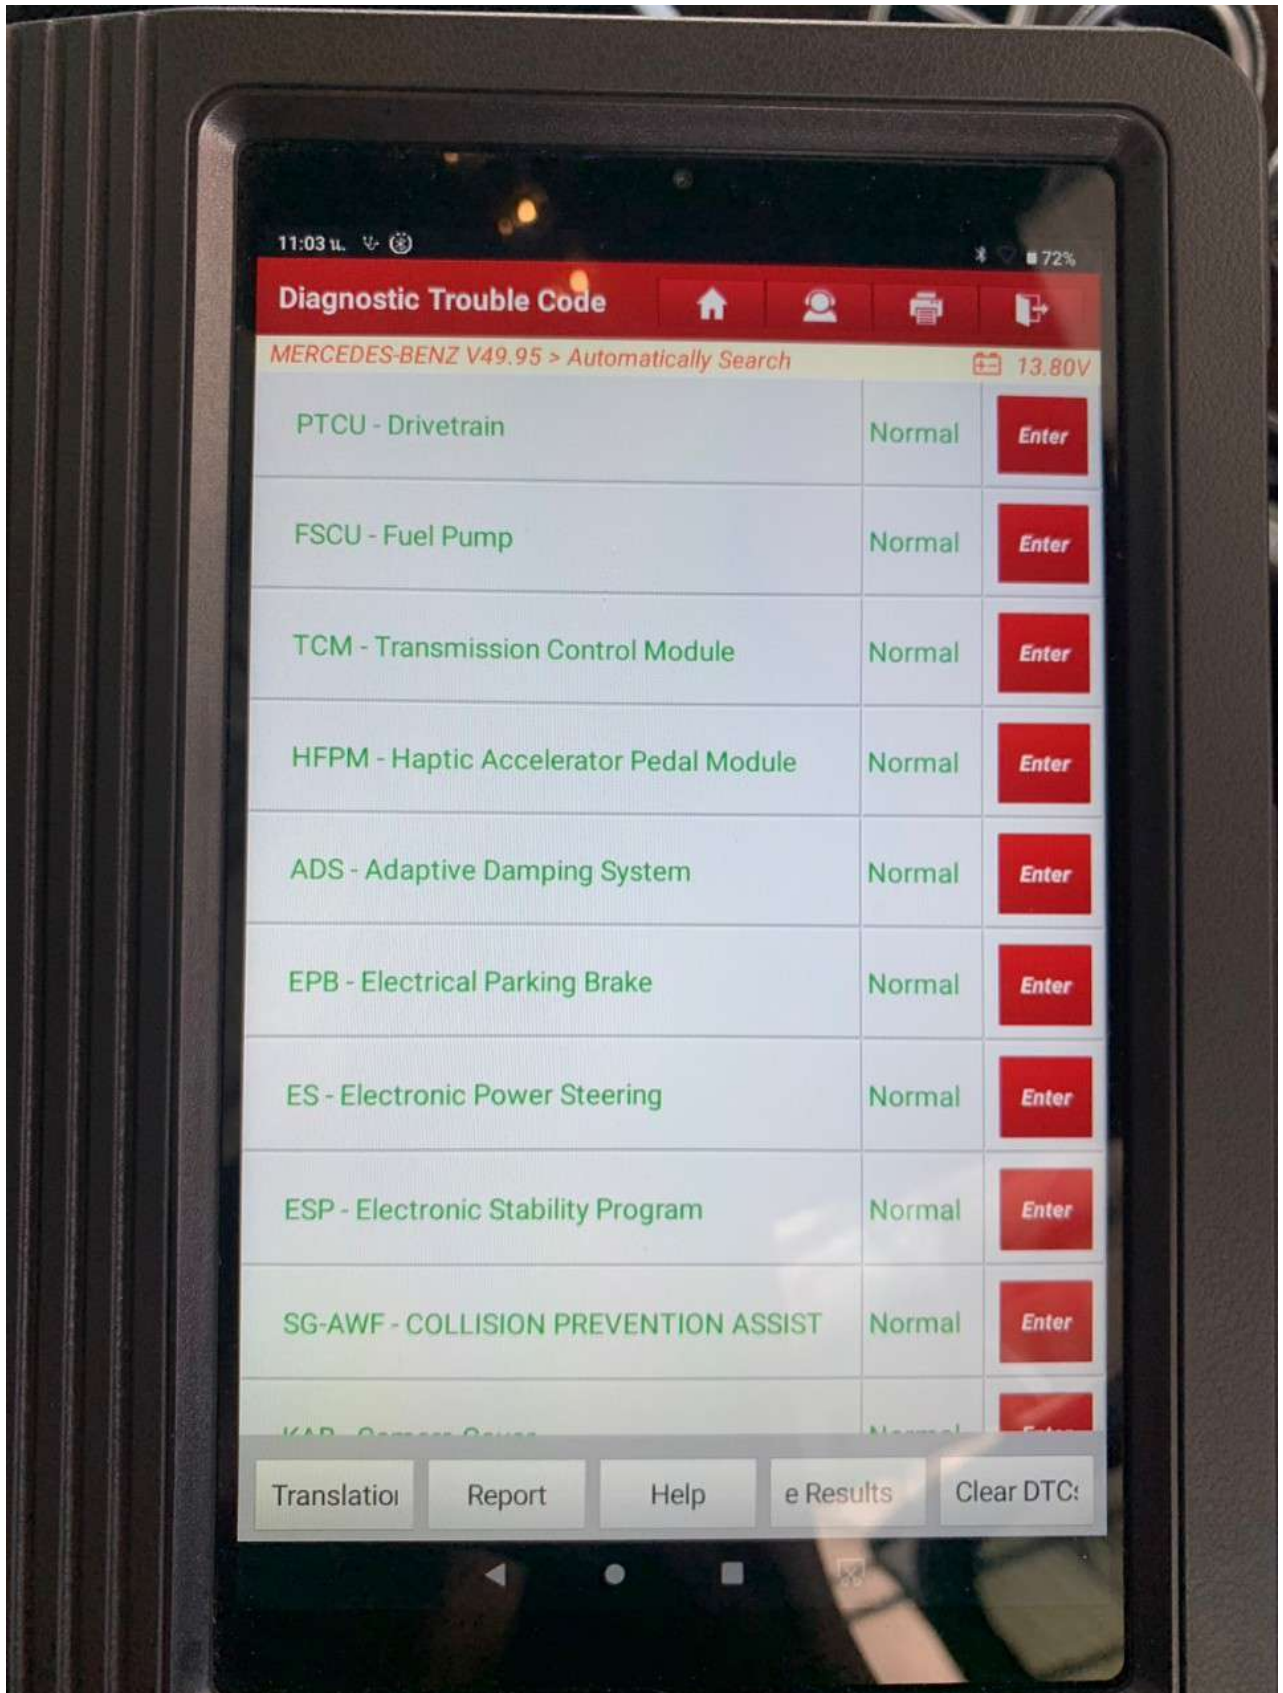 11:03 น.
72%
Diagnostic Trouble Code
MERCEDES-BENZ V49.95 > Automatically Search 13.80V
PTCU - Drivetrain Normal Enter
FSCU - Fuel Pump Normal Enter
TCM - Transmission Control Module Normal Enter
HFPM - Haptic Accelerator Pedal Module Normal Enter
ADS - Adaptive Damping System Normal Enter
EPB - Electrical Parking Brake Normal Enter
ES - Electronic Power Steering Normal Enter
ESP - Electronic Stability Program Normal Enter
SG-AWF - COLLISION PREVENTION ASSIST Normal Enter
Normal Enter
Translatio Report Help e Results Clear DTC